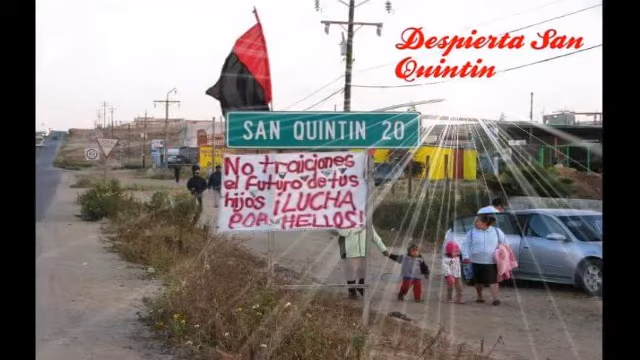 Despierta San
Quintin
SAN QUINTIN 20
No traiciones
el futuro de tus
hijos ¡LUCHA
POR HELLOS!